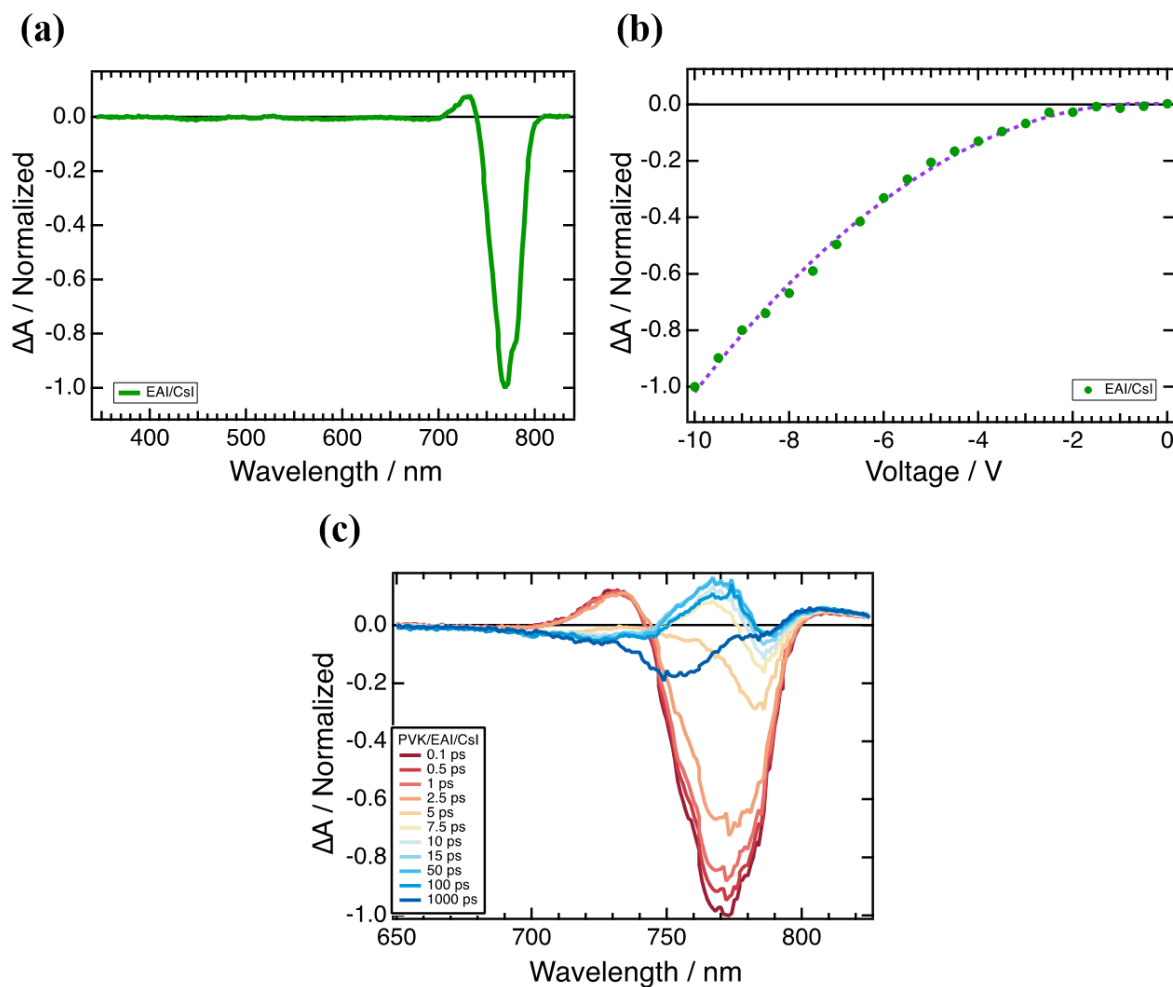 (a)
0.0
-0.2
-0.4
-0.6
-0.8
-1.0
ΔA / Normalized
EAI/CsI
400 500 600 700 800
Wavelength / nm
(b)
0.0
-0.2
-0.4
-0.6
-0.8
-1.0
ΔA / Normalized
EAI/CsI
-10 -8 -6 -4 -2 0
Voltage / V
(c)
0.0
-0.2
-0.4
-0.6
-0.8
-1.0
ΔA / Normalized
PVK/EAI/CsI
0.1 ps
0.5 ps
1 ps
2.5 ps
5 ps
7.5 ps
10 ps
15 ps
50 ps
100 ps
1000 ps
650 700 750 800
Wavelength / nm